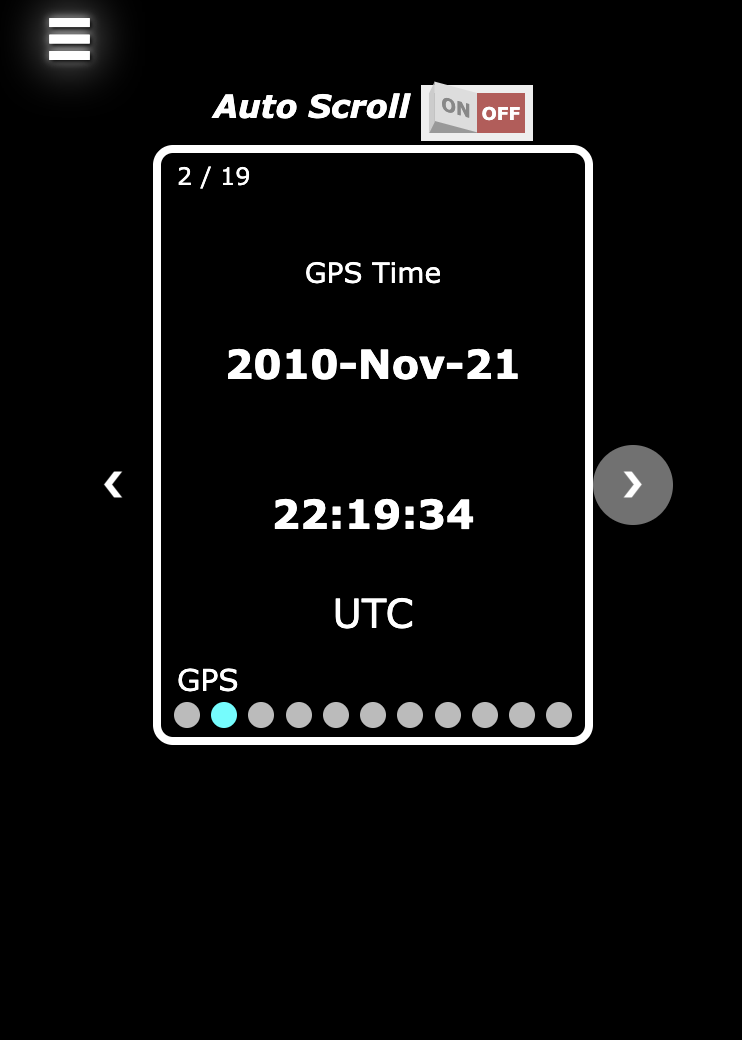 Auto Scroll ON OFF
2 / 19
GPS Time
2010-Nov-21
❮ ❯
22:19:34
UTC
GPS